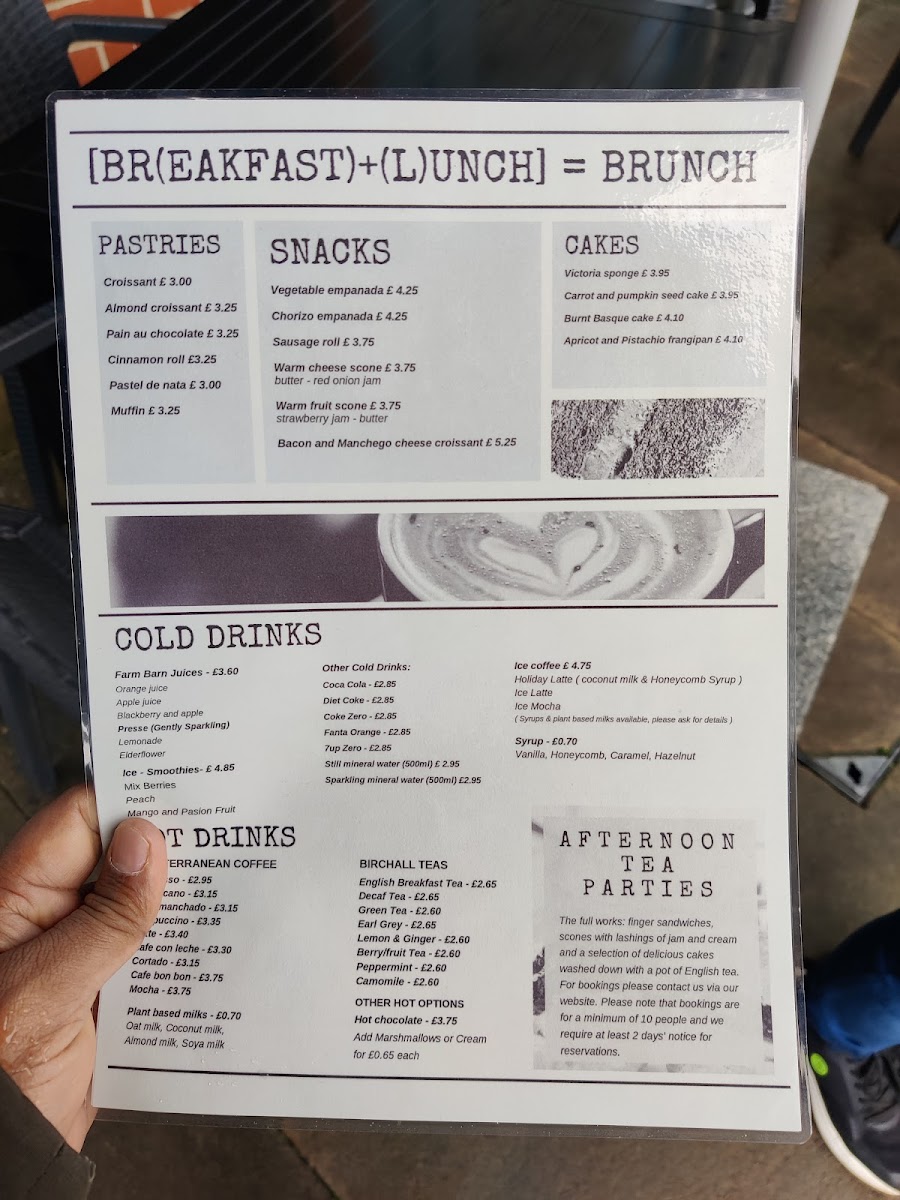 [BR(EAKFAST)+(L)UNCH] = BRUNCH
PASTRIES
Croissant £ 3.00
Almond croissant £ 3.25
Pain au chocolate £ 3.25
Cinnamon roll £3.25
Pastel de nata £ 3.00
Muffin £ 3.25
SNACKS
Vegetable empanada £ 4.25
Chorizo empanada £ 4.25
Sausage roll £ 3.75
Warm cheese scone £ 3.75
butter - red onion jam
Warm fruit scone £ 3.75
strawberry jam - butter
Bacon and Manchego cheese croissant £ 5.25
CAKES
Victoria sponge £ 3.95
Carrot and pumpkin seed cake £ 3.95
Burnt Basque cake £ 4.10
Apricot and Pistachio frangipan £ 4.10
COLD DRINKS
Farm Barn Juices - £3.60
Orange juice
Apple juice
Blackberry and apple
Presse (Gently Sparkling)
Lemonade
Elderflower
Ice - Smoothies- £ 4.85
Mix Berries
Peach
Mango and Pasion Fruit
Other Cold Drinks:
Coca Cola - £2.85
Diet Coke - £2.85
Coke Zero - £2.85
Fanta Orange - £2.85
7up Zero - £2.85
Still mineral water (500ml) £ 2.95
Sparkling mineral water (500ml) £2.95
Ice coffee £ 4.75
Holiday Latte ( coconut milk & Honeycomb Syrup )
Ice Latte
Ice Mocha
( Syrups & plant based milks available, please ask for details )
Syrup - £0.70
Vanilla, Honeycomb, Caramel, Hazelnut
OT DRINKS
TERRANEAN COFFEE
sso - £2.95
cano - £3.15
manchado - £3.15
puccino - £3.35
te - £3.40
afe con leche - £3.30
Cortado - £3.15
Cafe bon bon - £3.75
Mocha - £3.75
Plant based milks - £0.70
Oat milk, Coconut milk,
Almond milk, Soya milk
BIRCHALL TEAS
English Breakfast Tea - £2.65
Decaf Tea - £2.65
Green Tea - £2.60
Earl Grey - £2.65
Lemon & Ginger - £2.60
Berry/fruit Tea - £2.60
Peppermint - £2.60
Camomile - £2.60
OTHER HOT OPTIONS
Hot chocolate - £3.75
Add Marshmallows or Cream
for £0.65 each
AFTERNOON
TEA
PARTIES
The full works: finger sandwiches,
scones with lashings of jam and cream
and a selection of delicious cakes
washed down with a pot of English tea.
For bookings please contact us via our
website. Please note that bookings are
for a minimum of 10 people and we
require at least 2 days' notice for
reservations.